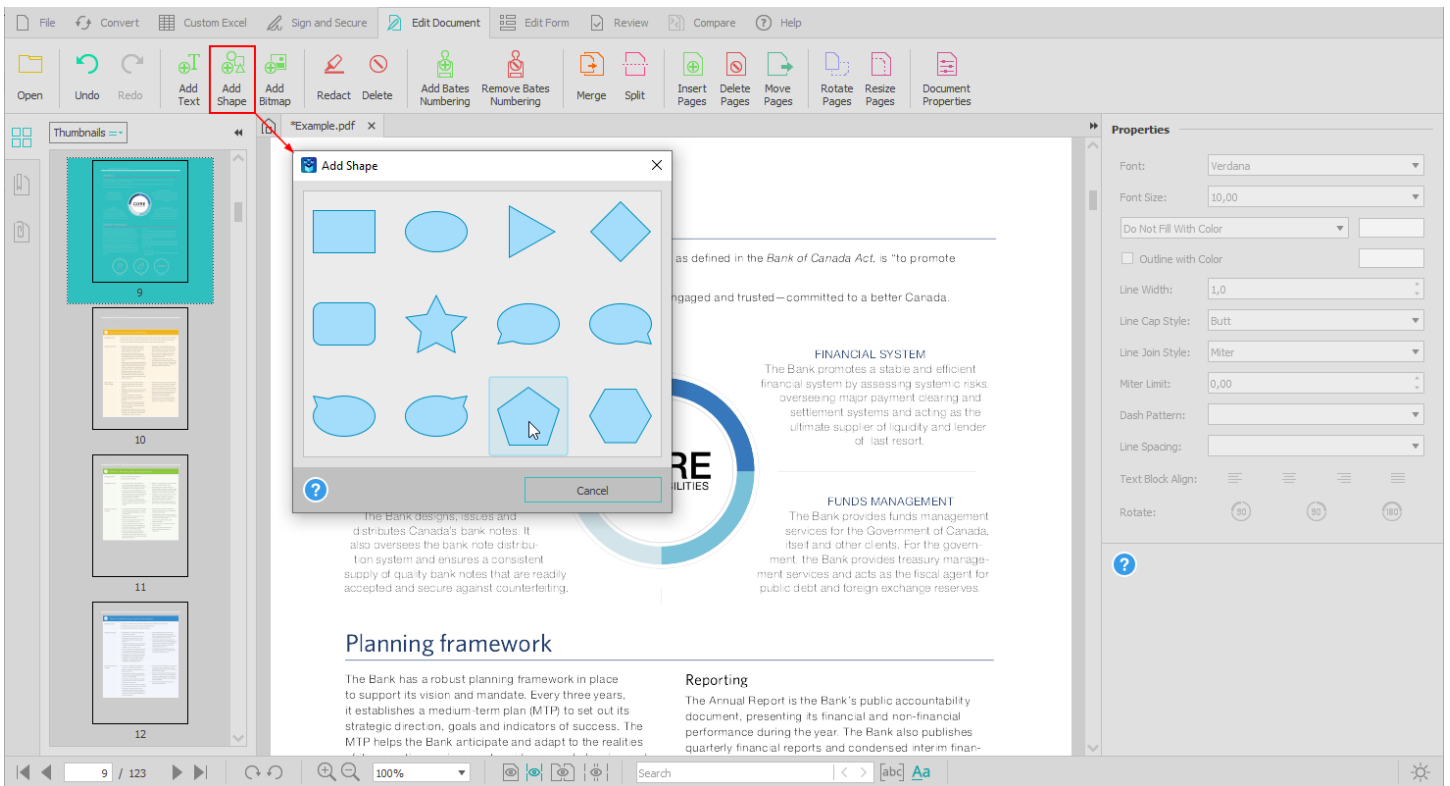 File Convert Custom Excel Sign and Secure Edit Document Edit Form Review Compare Help
Open Undo Redo Add Text Add Shape Add Bitmap Redact Delete Add Bates Numbering Remove Bates Numbering Merge Split Insert Pages Delete Pages Move Pages Rotate Pages Resize Pages Document Properties
Thumbnails
*Example.pdf
9
10
11
12
Add Shape
Cancel
as defined in the Bank of Canada Act, is "to promote
ngaged and trusted—committed to a better Canada.
FINANCIAL SYSTEM
The Bank promotes a stable and efficient
financial system by assessing systemic risks,
overseeing major payment clearing and
settlement systems and acting as the
ultimate supplier of liquidity and lender
of last resort.
RE
ILITIES
FUNDS MANAGEMENT
The Bank provides funds management
services for the Government of Canada,
itself and other clients. For the govern-
ment, the Bank provides treasury manage-
ment services and acts as the fiscal agent for
public debt and foreign exchange reserves.
The Bank designs, issues and
distributes Canada's bank notes. It
also oversees the bank note distribu-
tion system and ensures a consistent
supply of quality bank notes that are readily
accepted and secure against counterfeiting.
Planning framework
The Bank has a robust planning framework in place
to support its vision and mandate. Every three years,
it establishes a medium-term plan (MTP) to set out its
strategic direction, goals and indicators of success. The
MTP helps the Bank anticipate and adapt to the realities
Reporting
The Annual Report is the Bank's public accountability
document, presenting its financial and non-financial
performance during the year. The Bank also publishes
quarterly financial reports and condensed interim finan-
Properties
Font: Verdana
Font Size: 10,00
Do Not Fill With Color
Outline with Color
Line Width: 1,0
Line Cap Style: Butt
Line Join Style: Miter
Miter Limit: 0,00
Dash Pattern:
Line Spacing:
Text Block Align:
Rotate: 90 90 180
9 / 123 100% Search [abc] Aa